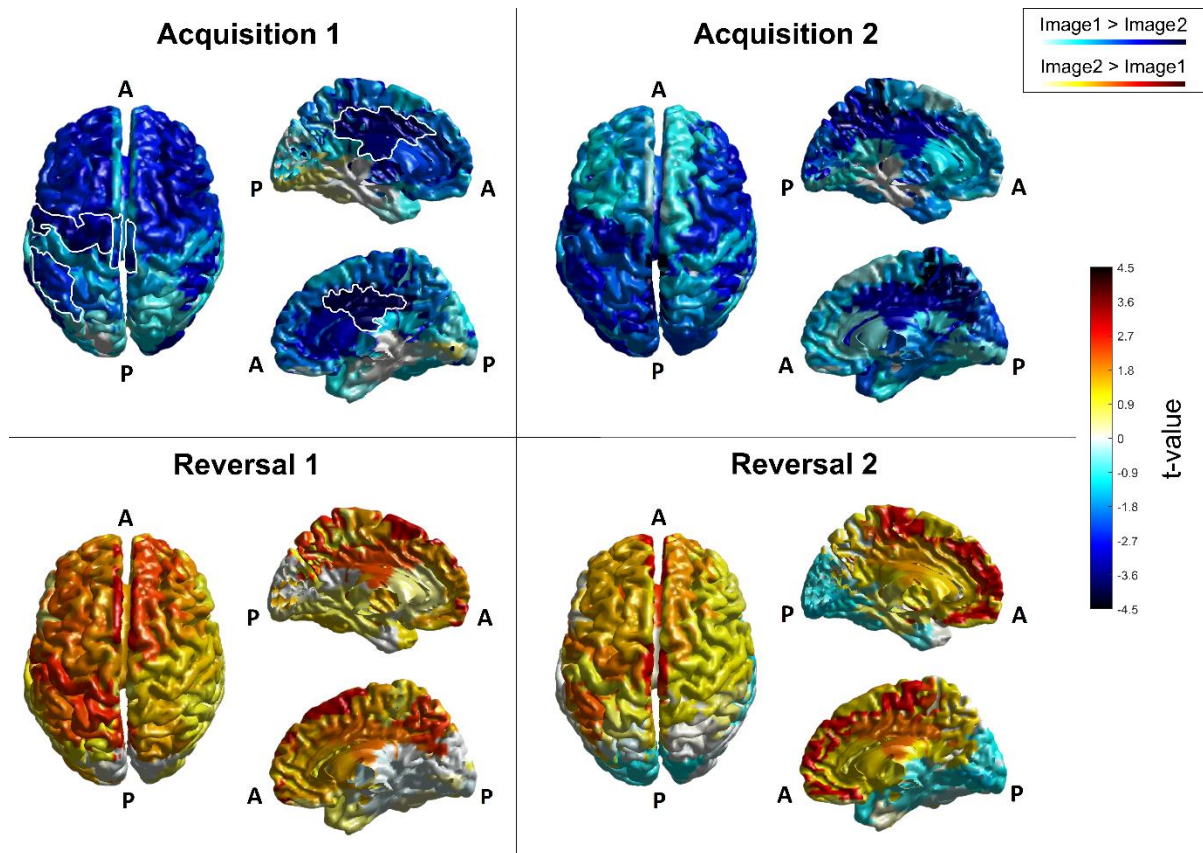 Acquisition 1
Acquisition 2
Image1 > Image2
Image2 > Image1
A
P
A
A
P
A
P
A
A
P
P
P
4.5
3.6
2.7
1.8
0.9
0
-0.9
-1.8
-2.7
-3.6
-4.5
t-value
Reversal 1
Reversal 2
A
P
A
A
P
A
P
A
A
P
P
P